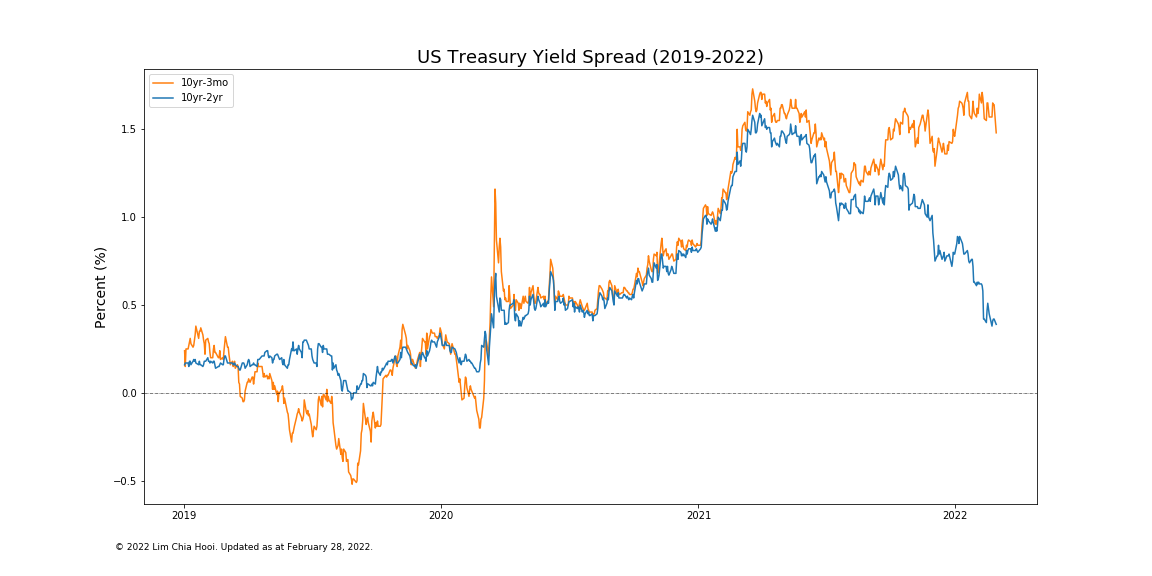 US Treasury Yield Spread (2019-2022)
10yr-3mo
10yr-2yr
Percent (%)
1.5
1.0
0.5
0.0
−0.5
2019 2020 2021 2022
© 2022 Lim Chia Hooi. Updated as at February 28, 2022.